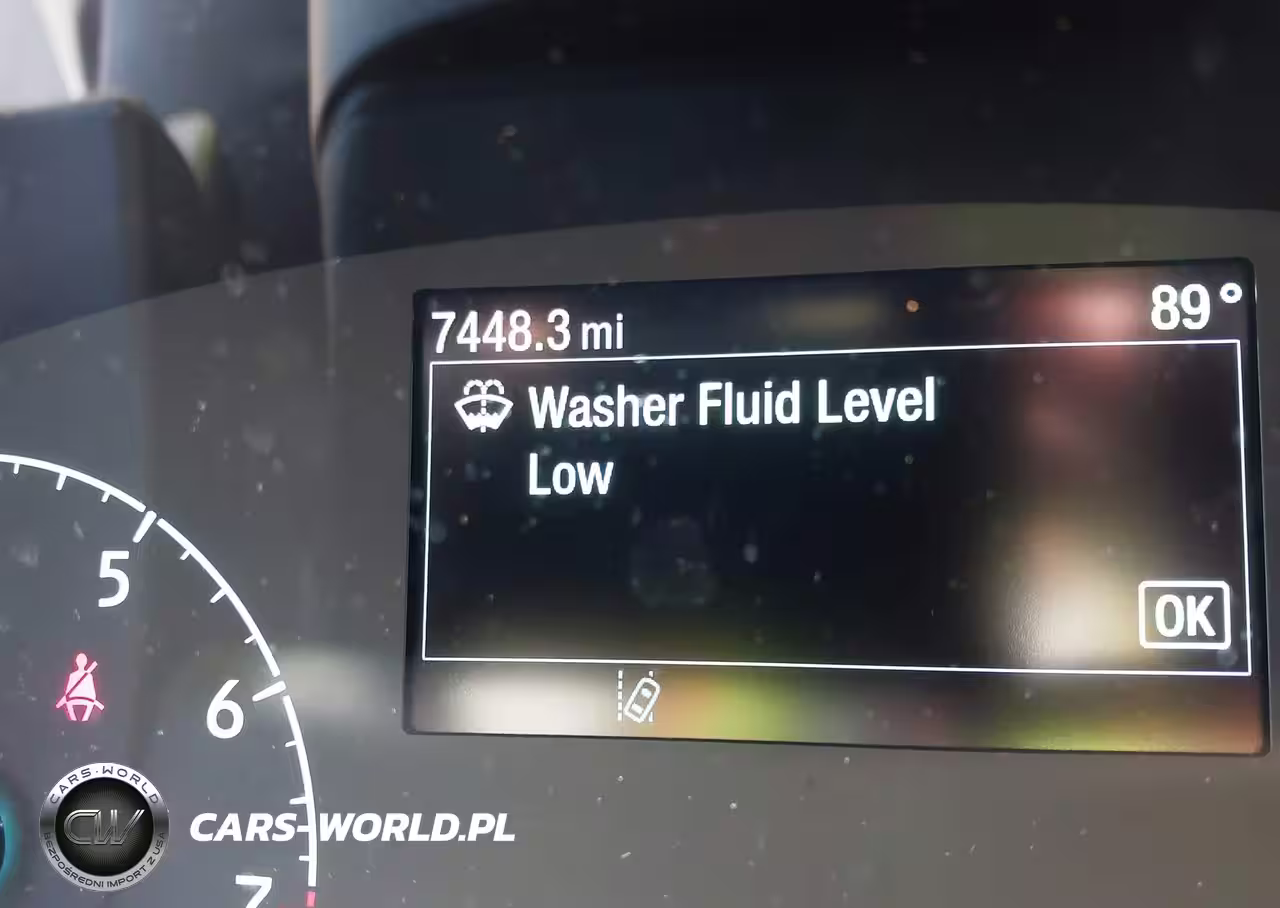 7448.3 mi
89°
Washer Fluid Level
Low
OK
5
6
7
CARS-WORLD
CW
BEZPOŚREDNI IMPORT Z USA
CARS-WORLD.PL